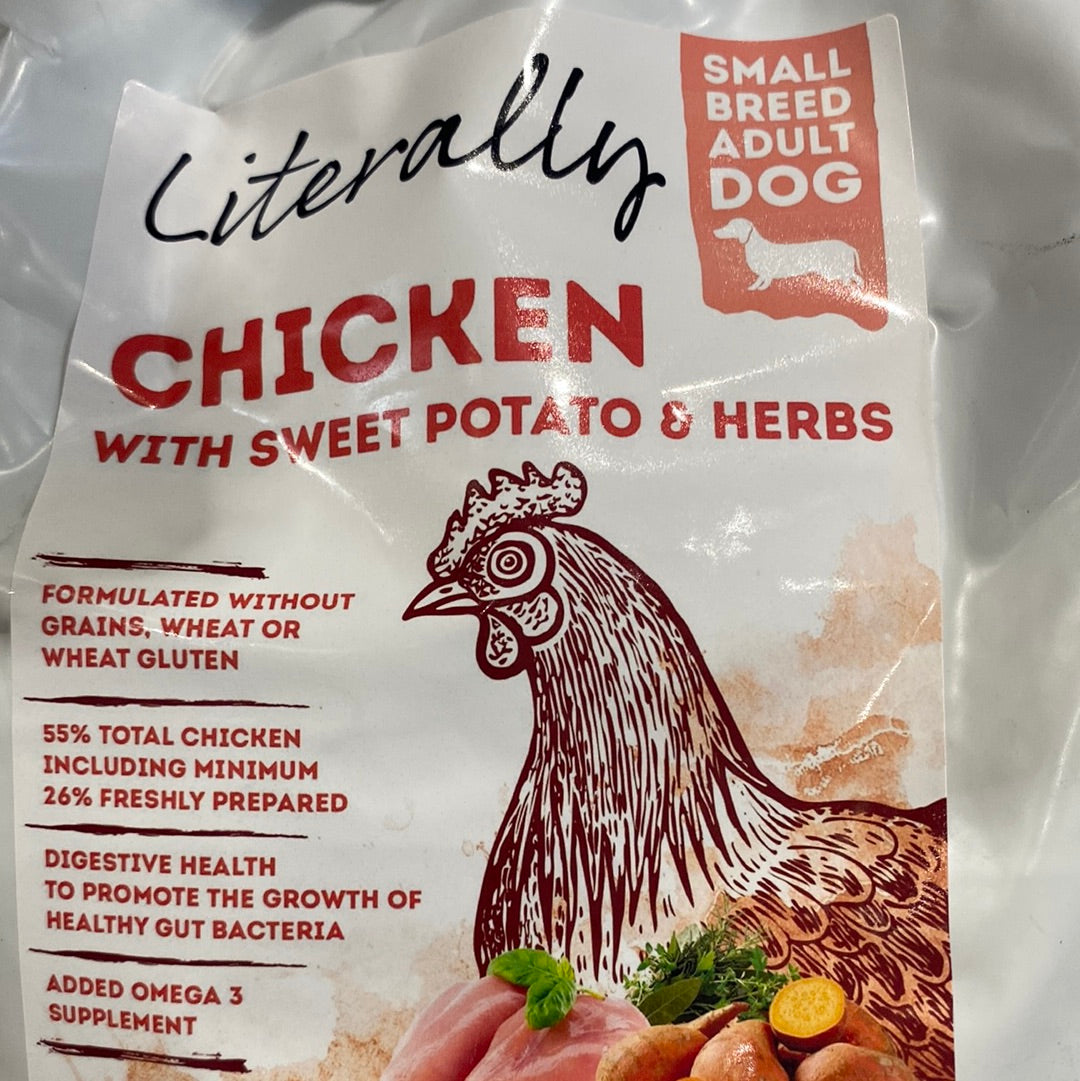 Literally
SMALL
BREED
ADULT
DOG
CHICKEN
WITH SWEET POTATO & HERBS
FORMULATED WITHOUT
GRAINS, WHEAT OR
WHEAT GLUTEN
55% TOTAL CHICKEN
INCLUDING MINIMUM
26% FRESHLY PREPARED
DIGESTIVE HEALTH
TO PROMOTE THE GROWTH OF
HEALTHY GUT BACTERIA
ADDED OMEGA 3
SUPPLEMENT